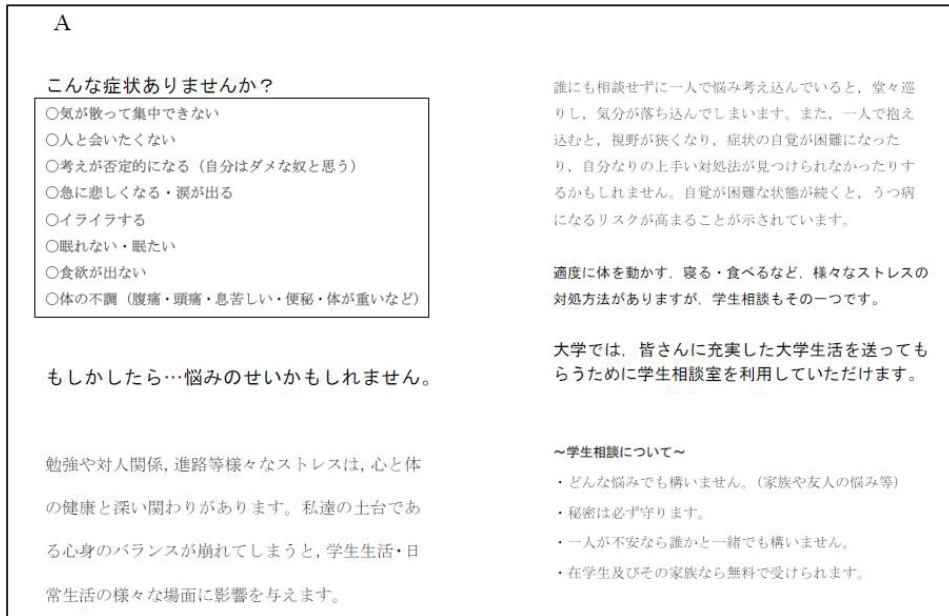 A
こんな症状ありませんか？
○気が散って集中できない
○人と会いたくない
○考えが否定的になる（自分はダメな奴と思う）
○急に悲しくなる・涙が出る
○イライラする
○眠れない・眠たい
○食欲が出ない
○体の不調（腹痛・頭痛・息苦しい・便秘・体が重いなど）
もしかしたら…悩みのせいかもしれません。
勉強や対人関係，進路等様々なストレスは，心と体
の健康と深い関わりがあります。私達の土台であ
る心身のバランスが崩れてしまうと，学生生活・日
常生活の様々な場面に影響を与えます。
誰にも相談せずに一人で悩み考え込んでいると，堂々巡
りし，気分が落ち込んでしまいます。また，一人で抱え
込むと，視野が狭くなり，症状の自覚が困難になった
り，自分なりの上手い対処法が見つけられなかったりす
るかもしれません。自覚が困難な状態が続くと，うつ病
になるリスクが高まることが示されています。
適度に体を動かす，寝る・食べるなど，様々なストレスの
対処方法がありますが，学生相談もその一つです。
大学では，皆さんに充実した大学生活を送っても
らうために学生相談室を利用していただけます。
～学生相談について～
・どんな悩みでも構いません。（家族や友人の悩み等）
・秘密は必ず守ります。
・一人が不安なら誰かと一緒でも構いません。
・在学生及びその家族なら無料で受けられます。